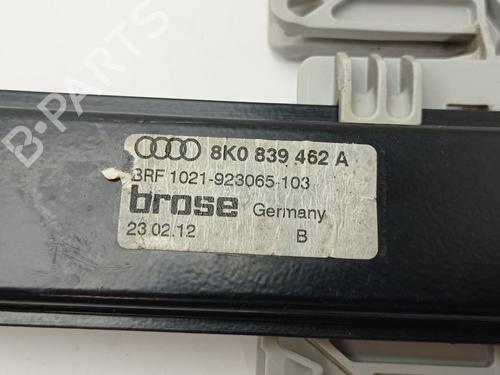 8K0 839 462 A
BRF 1021-923065-103
brose Germany
23.02.12 B
B-PARTS